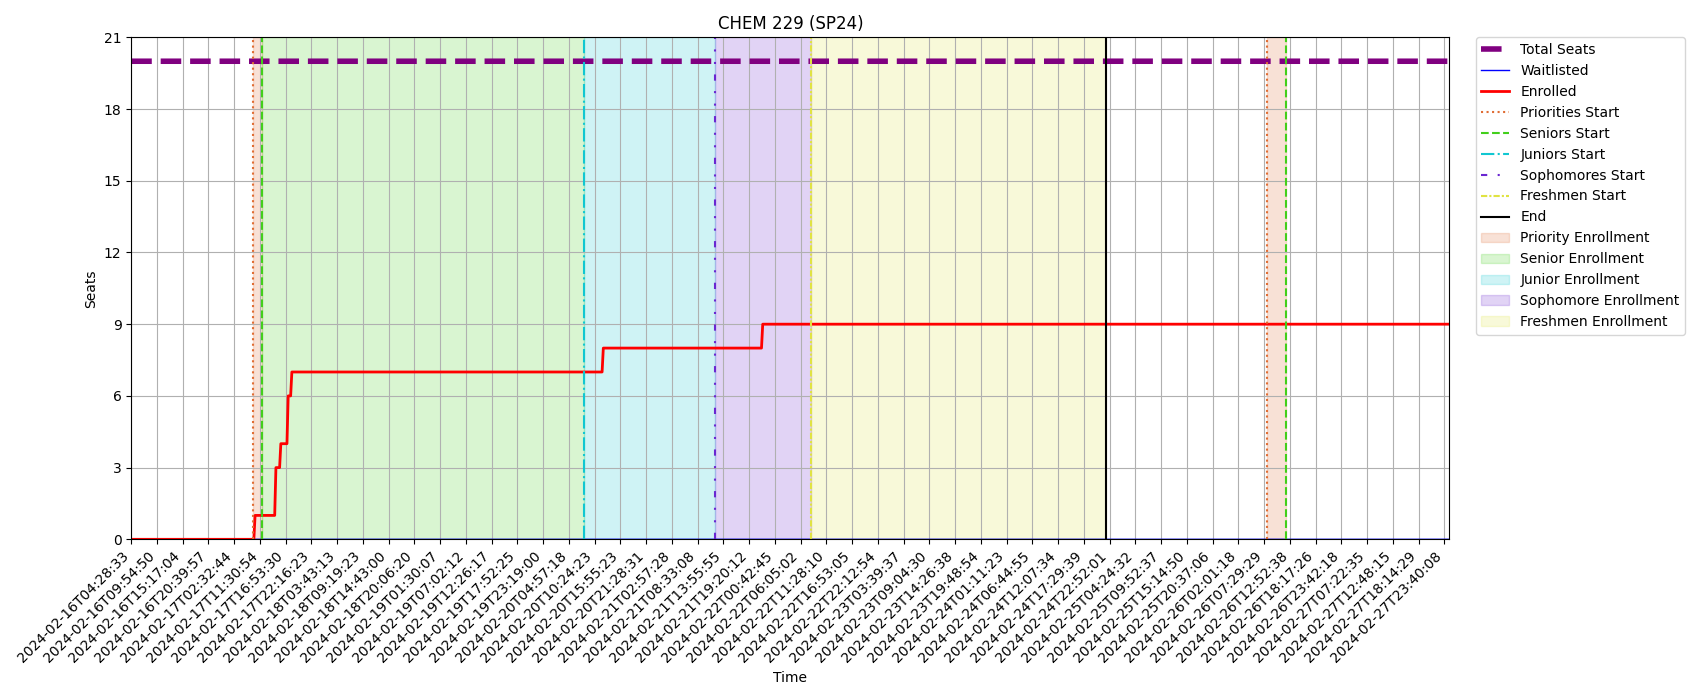 CHEM 229 (SP24)
21
18
15
12
9
6
3
0
Seats
2024-02-16T04:28:33
2024-02-16T09:54:50
2024-02-16T15:17:04
2024-02-16T20:39:57
2024-02-17T02:32:44
2024-02-17T11:30:54
2024-02-17T16:53:30
2024-02-17T22:16:23
2024-02-18T03:43:13
2024-02-18T09:19:23
2024-02-18T14:43:00
2024-02-18T20:06:20
2024-02-19T01:30:07
2024-02-19T07:02:12
2024-02-19T12:26:17
2024-02-19T17:52:25
2024-02-19T23:19:00
2024-02-20T04:57:18
2024-02-20T10:24:23
2024-02-20T15:55:23
2024-02-20T21:28:31
2024-02-21T02:57:28
2024-02-21T08:33:08
2024-02-21T13:55:55
2024-02-21T19:20:12
2024-02-22T00:42:45
2024-02-22T06:05:02
2024-02-22T11:28:10
2024-02-22T16:53:05
2024-02-22T22:12:54
2024-02-23T03:39:37
2024-02-23T09:04:30
2024-02-23T14:26:38
2024-02-23T19:48:54
2024-02-24T01:11:23
2024-02-24T06:44:55
2024-02-24T12:07:34
2024-02-24T17:29:39
2024-02-24T22:52:01
2024-02-25T04:24:32
2024-02-25T09:52:37
2024-02-25T15:14:50
2024-02-25T20:37:06
2024-02-26T02:01:18
2024-02-26T07:29:29
2024-02-26T12:52:38
2024-02-26T18:17:26
2024-02-26T23:42:18
2024-02-27T07:22:35
2024-02-27T12:48:15
2024-02-27T18:14:29
2024-02-27T23:40:08
Time
Total Seats
Waitlisted
Enrolled
Priorities Start
Seniors Start
Juniors Start
Sophomores Start
Freshmen Start
End
Priority Enrollment
Senior Enrollment
Junior Enrollment
Sophomore Enrollment
Freshmen Enrollment